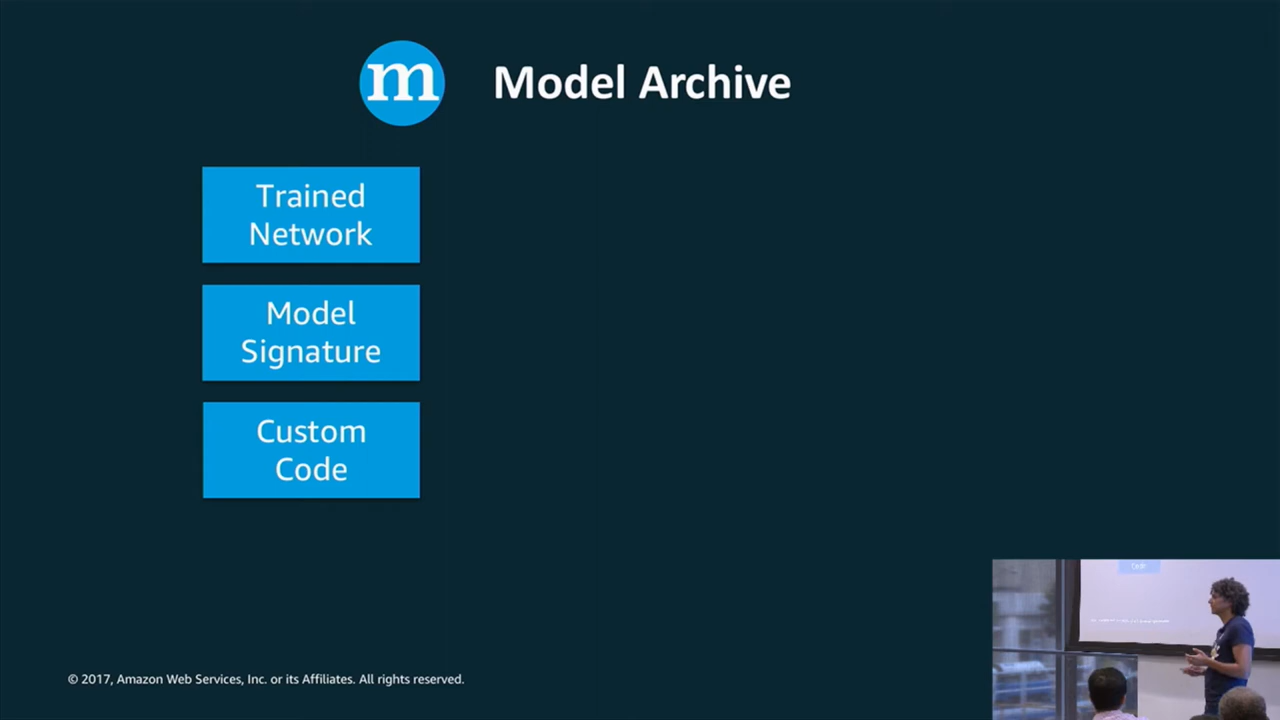 m
Model Archive
Trained
Network
Model
Signature
Custom
Code
© 2017, Amazon Web Services, Inc. or its Affiliates. All rights reserved.
Code